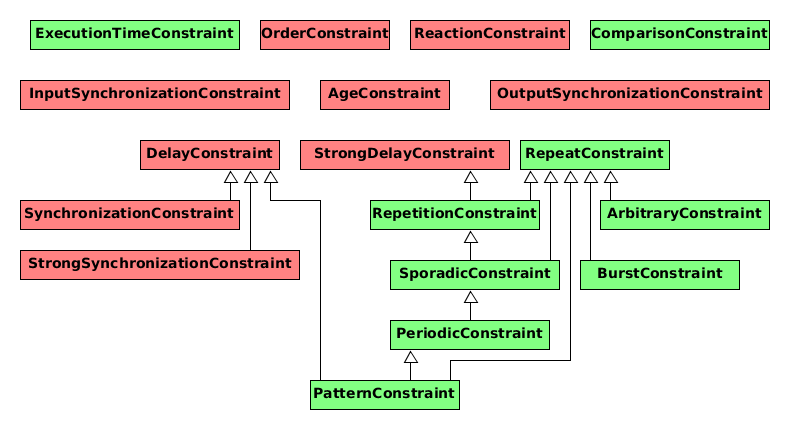 ExecutionTimeConstraint
OrderConstraint
ReactionConstraint
ComparisonConstraint
InputSynchronizationConstraint
AgeConstraint
OutputSynchronizationConstraint
DelayConstraint
StrongDelayConstraint
RepeatConstraint
SynchronizationConstraint
RepetitionConstraint
ArbitraryConstraint
StrongSynchronizationConstraint
SporadicConstraint
BurstConstraint
PeriodicConstraint
PatternConstraint